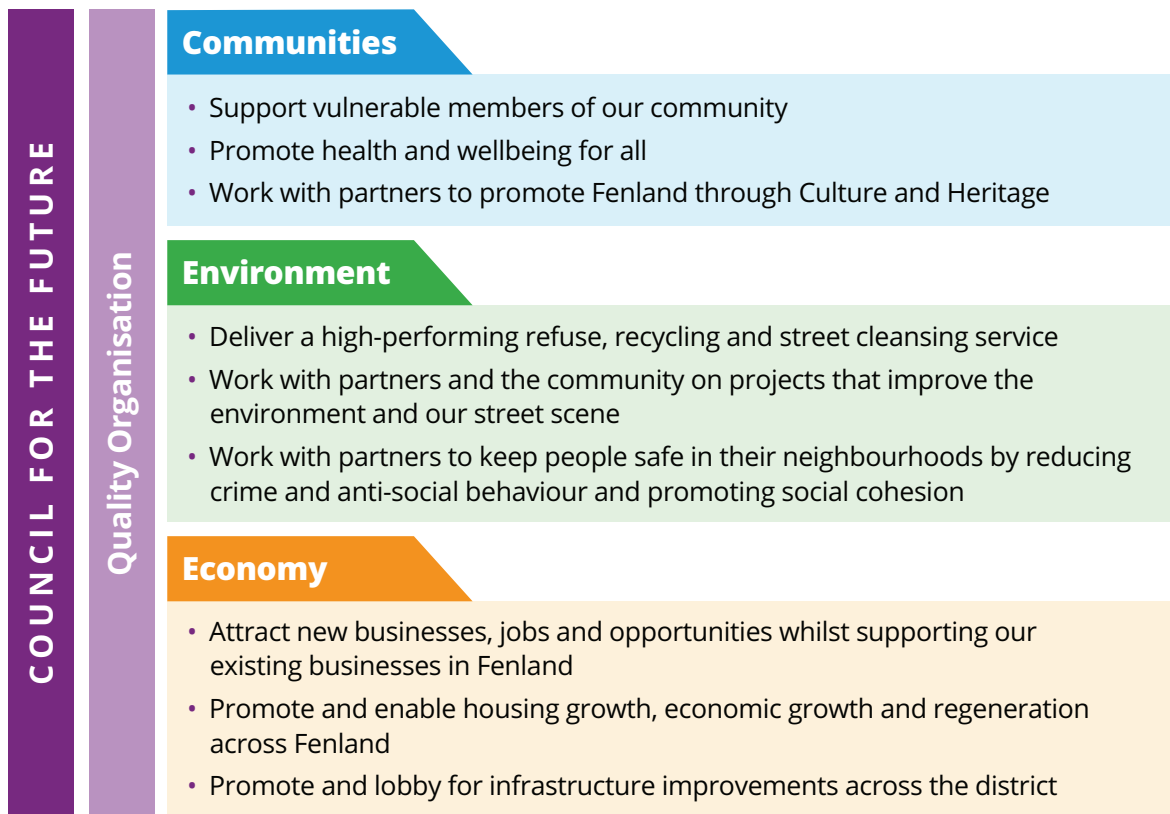 COUNCIL FOR THE FUTURE
Quality Organisation
Communities
• Support vulnerable members of our community
• Promote health and wellbeing for all
• Work with partners to promote Fenland through Culture and Heritage
Environment
• Deliver a high-performing refuse, recycling and street cleansing service
• Work with partners and the community on projects that improve the
environment and our street scene
• Work with partners to keep people safe in their neighbourhoods by reducing
crime and anti-social behaviour and promoting social cohesion
Economy
• Attract new businesses, jobs and opportunities whilst supporting our
existing businesses in Fenland
• Promote and enable housing growth, economic growth and regeneration
across Fenland
• Promote and lobby for infrastructure improvements across the district